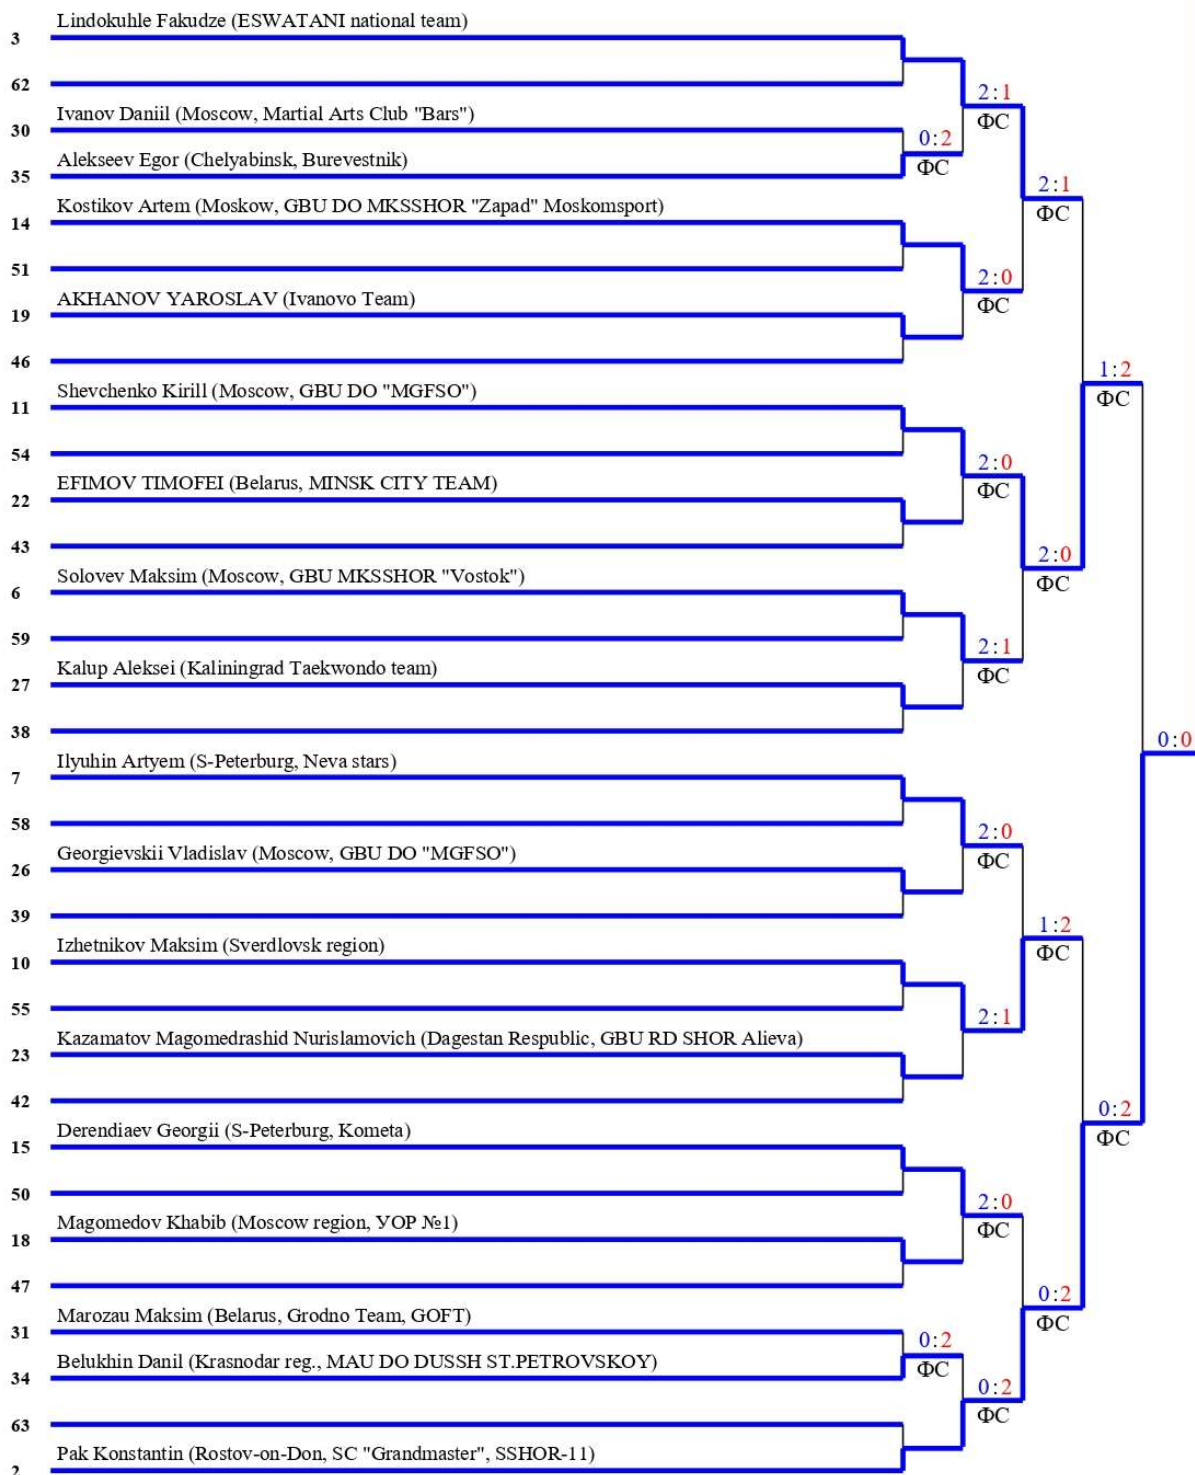 Lindokuhle Fakudze (ESWATANI national team)
3
62
2:1
ФС
Ivanov Daniil (Moscow, Martial Arts Club "Bars")
30
0:2
ФС
Alekseev Egor (Chelyabinsk, Burevestnik)
35
2:1
ФС
Kostikov Artem (Moskow, GBU DO MKSSHOR "Zapad" Moskomsport)
14
51
2:0
ФС
AKHANOV YAROSLAV (Ivanovo Team)
19
46
1:2
ФС
Shevchenko Kirill (Moscow, GBU DO "MGFSO")
11
54
2:0
ФС
EFIMOV TIMOFEI (Belarus, MINSK CITY TEAM)
22
43
2:0
ФС
Solovev Maksim (Moscow, GBU MKSSHOR "Vostok")
6
59
2:1
ФС
Kalup Aleksei (Kaliningrad Taekwondo team)
27
38
0:0
Ilyuhin Artyem (S-Peterburg, Neva stars)
7
58
2:0
ФС
Georgievskii Vladislav (Moscow, GBU DO "MGFSO")
26
39
1:2
ФС
Izhetnikov Maksim (Sverdlovsk region)
10
55
2:1
ФС
Kazamatov Magomedrashid Nurislamovich (Dagestan Respublic, GBU RD SHOR Alieva)
23
42
0:2
ФС
Derendiaev Georgii (S-Peterburg, Kometa)
15
50
2:0
ФС
Magomedov Khabib (Moscow region, УОР №1)
18
47
0:2
ФС
Marozau Maksim (Belarus, Grodno Team, GOFT)
31
0:2
ФС
Belukhin Danil (Krasnodar reg., MAU DO DUSSH ST.PETROVSKOY)
34
0:2
ФС
63
Pak Konstantin (Rostov-on-Don, SC "Grandmaster", SSHOR-11)
2